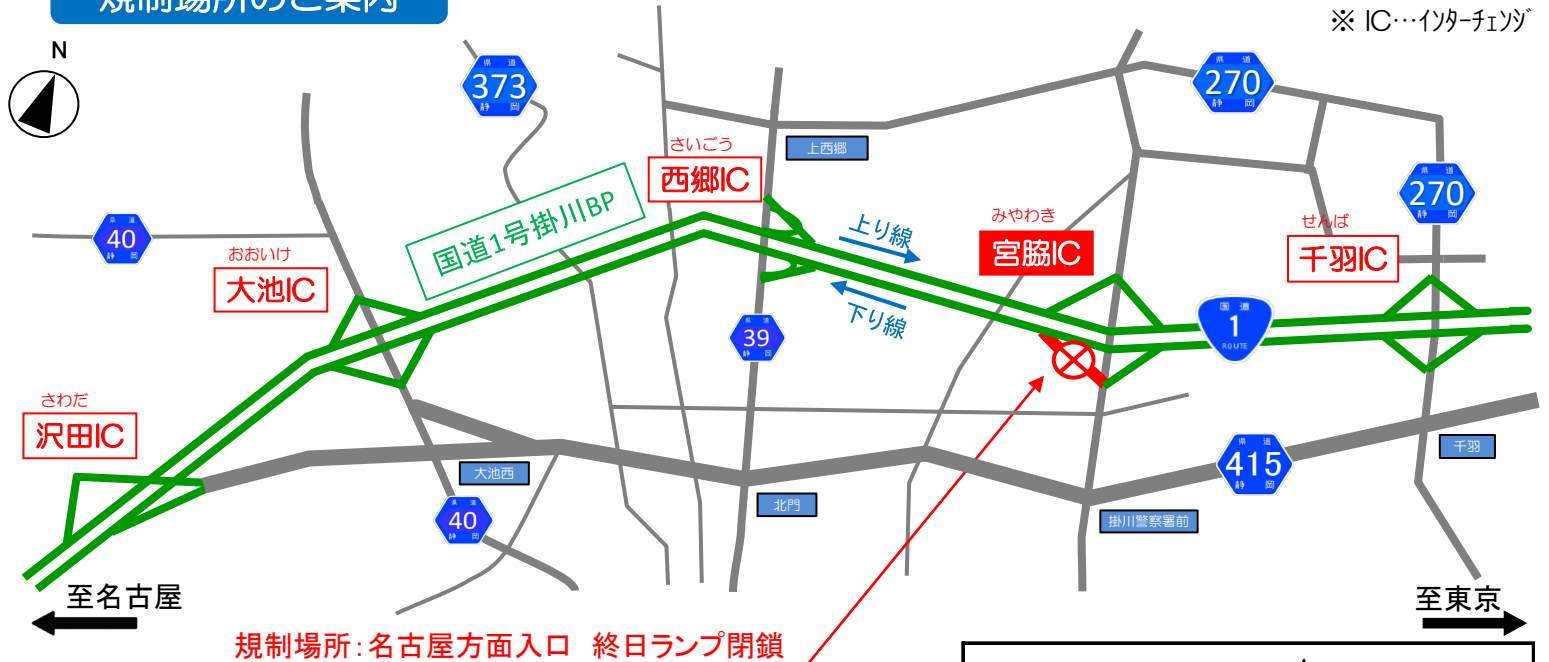 規制場所のご案内
※ IC…インターチェンジ
N
県道
373
静岡
県道
270
静岡
さいごう
西郷IC
上西郷
国道1号掛川BP
県道
270
静岡
県道
40
静岡
おおいけ
大池IC
上り線
下り線
みやわき
宮脇IC
せんば
千羽IC
国道
1
ROUTE
県道
39
静岡
さわだ
沢田IC
大池西
県道
40
静岡
北門
県道
415
静岡
掛川警察署前
千羽
至名古屋
至東京
規制場所：名古屋方面入口 終日ランプ閉鎖